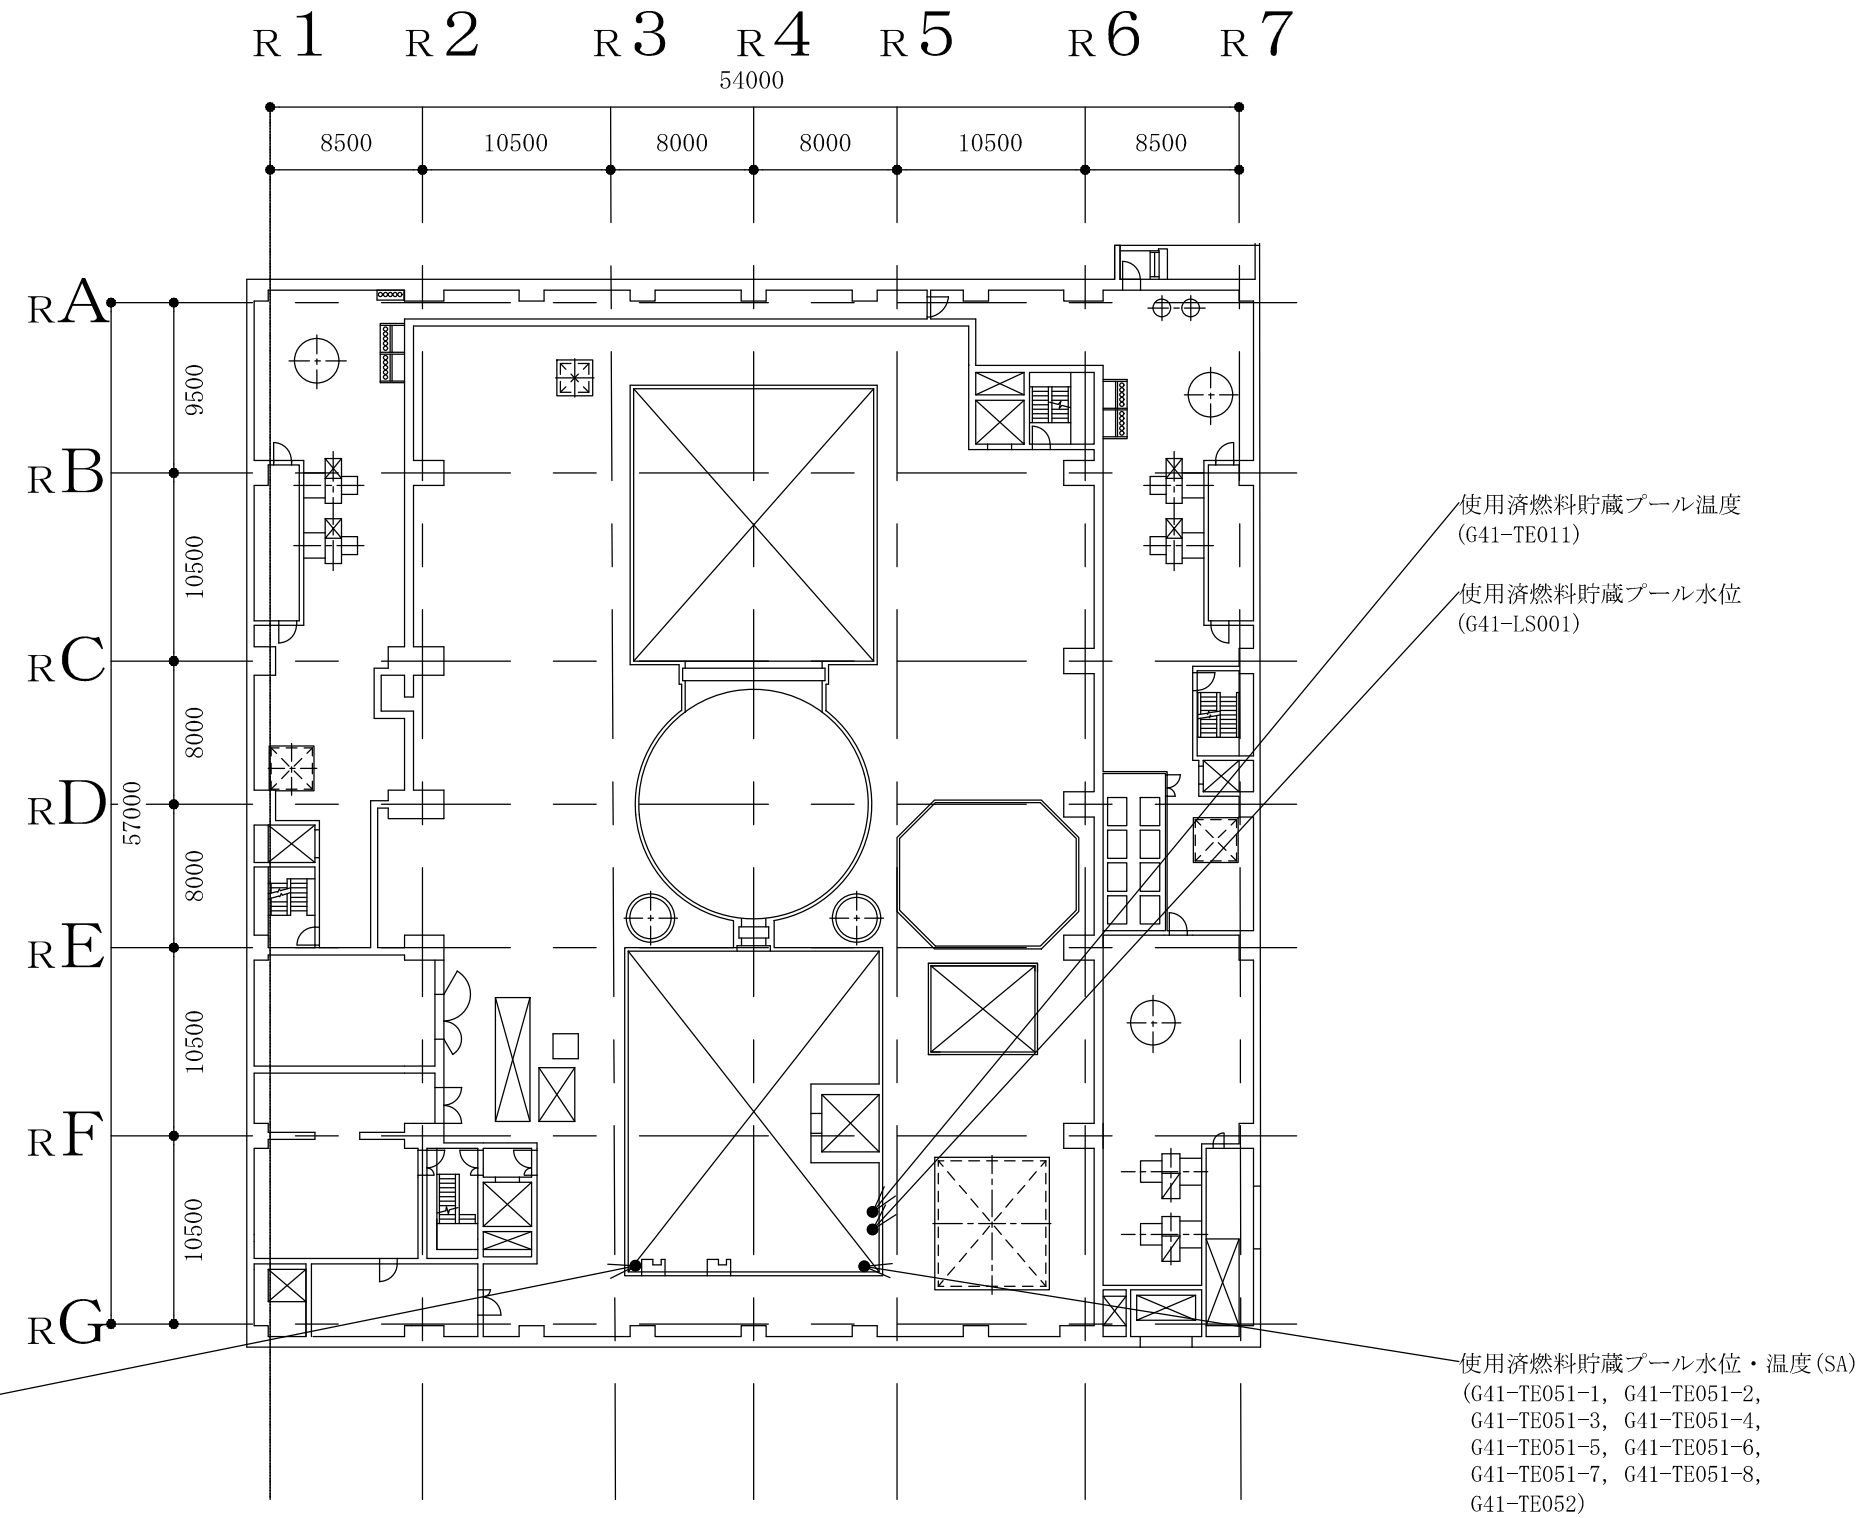 R1 R2 R3 R4 R5 R6 R7
54000
8500 10500 8000 8000 10500 8500
RA
9500
RB
10500
RC
8000
RD
57000
8000
RE
10500
RF
10500
RG
使用済燃料貯蔵プール温度
(G41-TE011)
使用済燃料貯蔵プール水位
(G41-LS001)
使用済燃料貯蔵プール水位・温度(SA)
(G41-TE051-1, G41-TE051-2,
G41-TE051-3, G41-TE051-4,
G41-TE051-5, G41-TE051-6,
G41-TE051-7, G41-TE051-8,
G41-TE052)